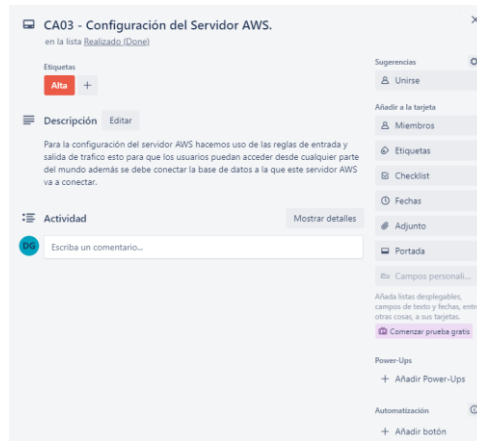 CA03 - Configuración del Servidor AWS.
en la lista Realizado (Done)
Etiquetas
Alta
Descripción Editar
Para la configuración del servidor AWS hacemos uso de las reglas de entrada y
salida de trafico esto para que los usuarios puedan acceder desde cualquier parte
del mundo además se debe conectar la base de datos a la que este servidor AWS
va a conectar.
Actividad Mostrar detalles
DG Escriba un comentario...
Sugerencias
Unirse
Añadir a la tarjeta
Miembros
Etiquetas
Checklist
Fechas
Adjunto
Portada
Campos personali...
Añada listas desplegables,
campos de texto y fechas, entre
otras cosas, a sus tarjetas.
Comenzar prueba gratis
Power-Ups
+ Añadir Power-Ups
Automatización
+ Añadir botón